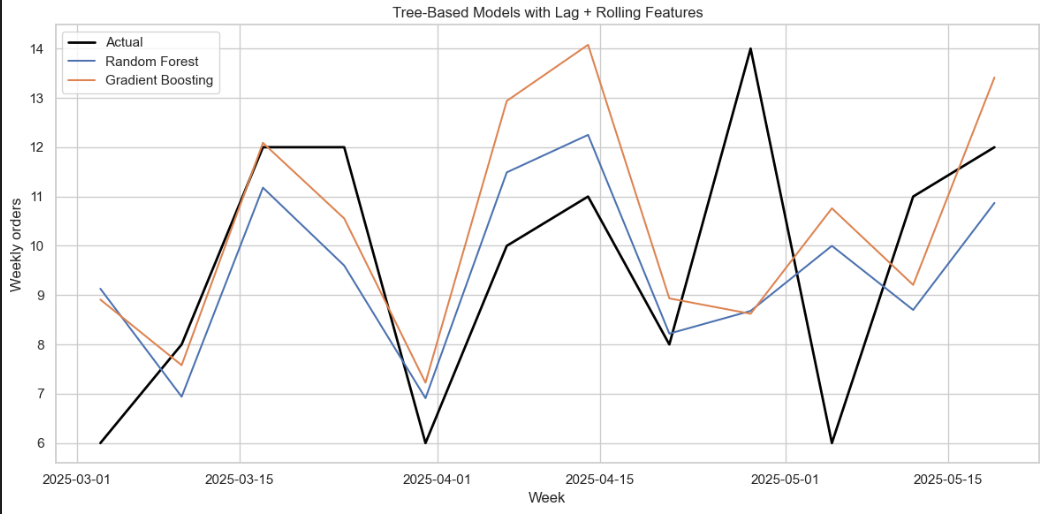 Tree-Based Models with Lag + Rolling Features
Actual
Random Forest
Gradient Boosting
14
13
12
11
10
9
8
7
6
Weekly orders
2025-03-01 2025-03-15 2025-04-01 2025-04-15 2025-05-01 2025-05-15
Week